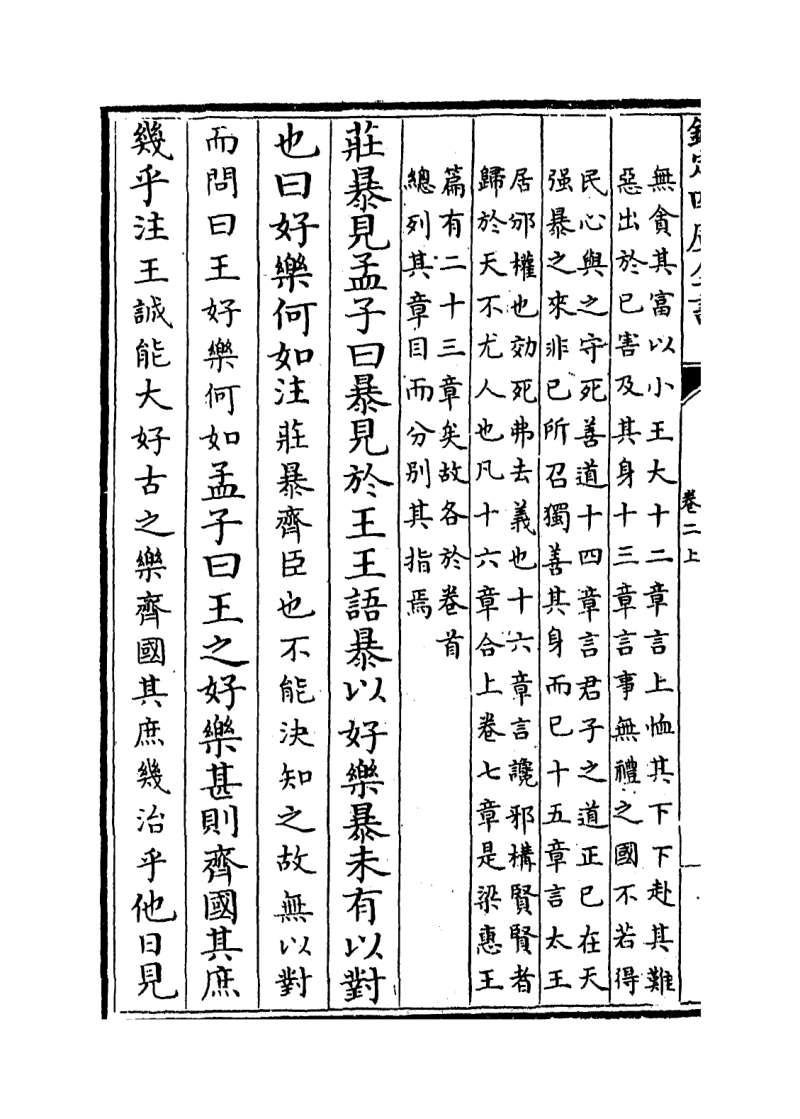 欽定四庫全書
卷二上
無貪其富以小王大十二章言上恤其下下赴其難
惡出於已害及其身十三章言事無禮之國不若得
民心與之守死善道十四章言君子之道正已在天
强暴之來非已所召獨善其身而已十五章言太王
居邠權也効死弗去義也十六章言讒邪構賢賢者
歸於天不尤人也凡十六章合上卷七章是梁惠王
篇有二十三章矣故各於卷首
總列其章目而分别其指焉
莊暴見孟子曰暴見於王王語暴以好樂暴未有以對
也曰好樂何如注莊暴齊臣也不能決知之故無以對
而問曰王好樂何如孟子曰王之好樂甚則齊國其庶
幾乎注王誠能大好古之樂齊國其庶幾治乎他日見